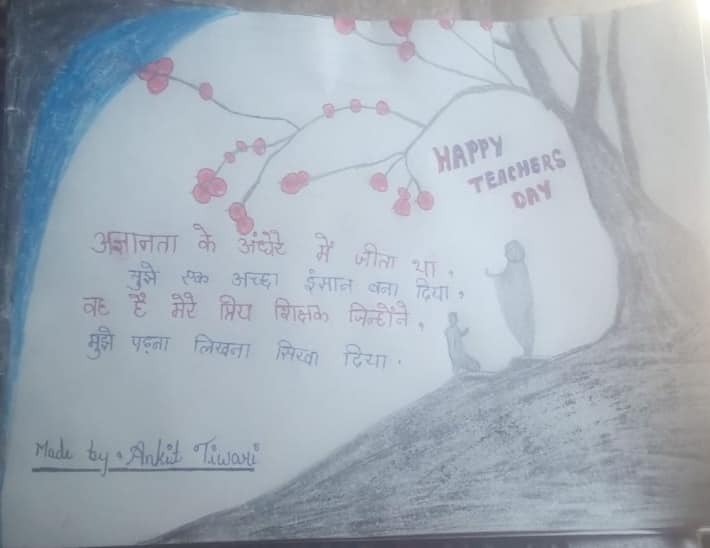 HAPPY
TEACHERS
DAY
अज्ञानता के अंधेरे में जीता था,
मुझे एक अच्छा इंसान बना दिया,
वह है मेरे प्रिय शिक्षक जिन्होंने,
मुझे पढ़ना लिखना सिखा दिया.
Made by. Ankit Tiwari